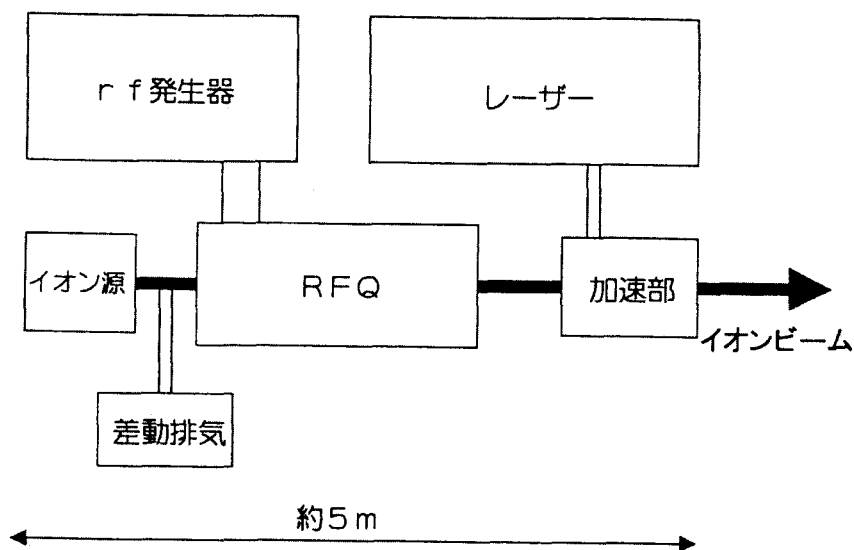 ｒｆ発生器
レーザー
イオン源
ＲＦＱ
加速部
イオンビーム
差動排気
約５ｍ